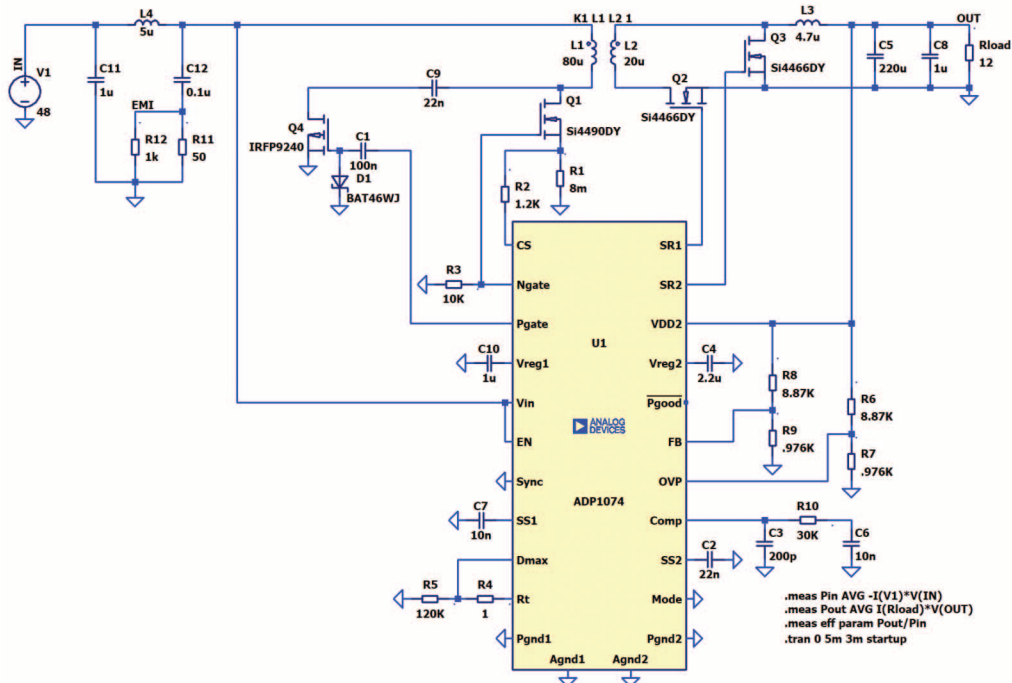 L4
5u
K1 L1 L2 1
L3
4.7u
OUT
IN
V1
48
C11
1u
C12
0.1u
EMI
R12
1k
R11
50
C9
22n
L1
80u
L2
20u
Q3
Si4466DY
C5
220u
C8
1u
Rload
12
Q2
Si4466DY
Q1
Si4490DY
Q4
IRFP9240
C1
100n
D1
BAT46WJ
R2
1.2K
R1
8m
R3
10K
C10
1u
C7
10n
R5
120K
R4
1
CS
Ngate
Pgate
Vreg1
Vin
EN
Sync
SS1
Dmax
Rt
Pgnd1
Agnd1
U1
ANALOG
DEVICES
ADP1074
SR1
SR2
VDD2
Vreg2
Pgood
FB
OVP
Comp
SS2
Mode
Pgnd2
Agnd2
C4
2.2u
R8
8.87K
R9
.976K
R6
8.87K
R7
.976K
R10
30K
C3
200p
C6
10n
C2
22n
.meas Pin AVG -I(V1)*V(IN)
.meas Pout AVG I(Rload)*V(OUT)
.meas eff param Pout/Pin
.tran 0 5m 3m startup